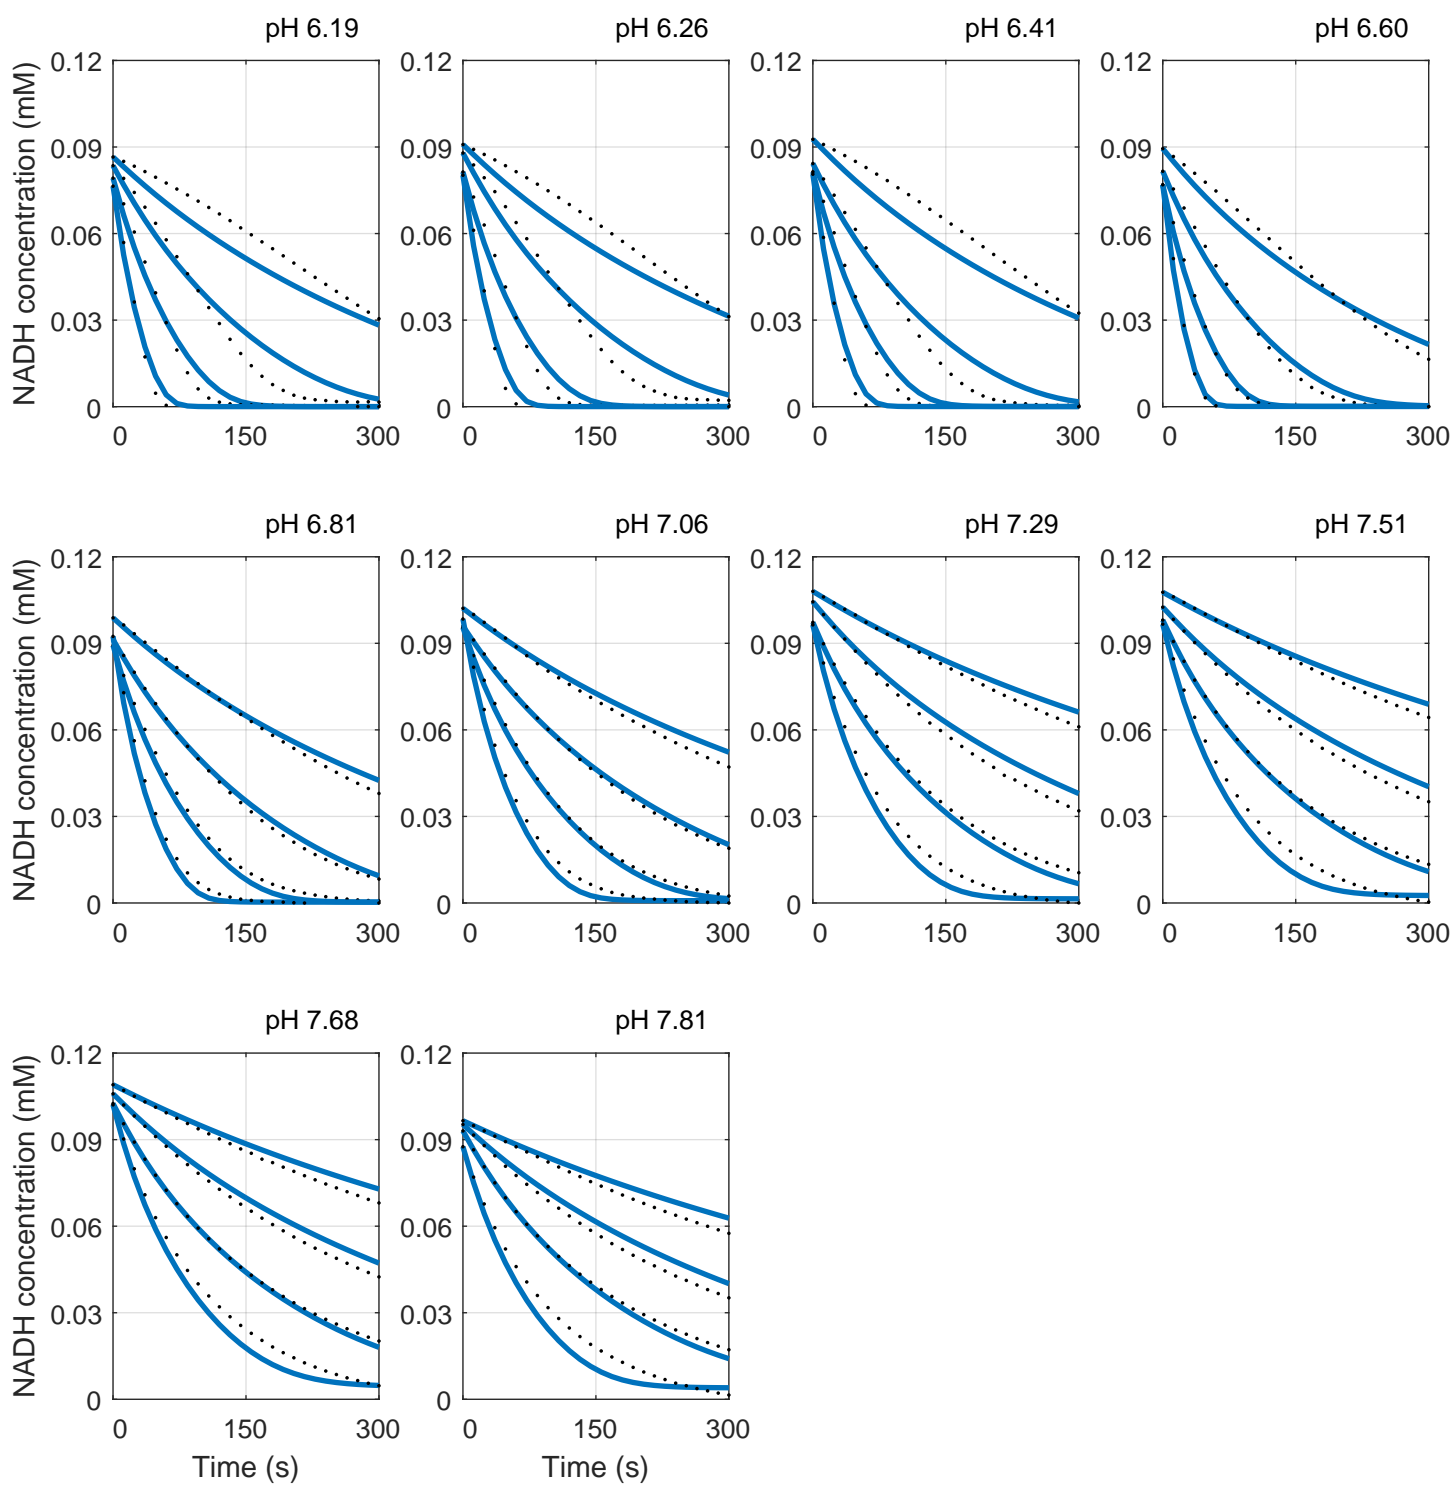 pH 6.19 pH 6.26 pH 6.41 pH 6.60
NADH concentration (mM)
0.12 0.12 0.12 0.12
0.09 0.09 0.09 0.09
0.06 0.06 0.06 0.06
0.03 0.03 0.03 0.03
0 0 0 0
0 150 300 0 150 300 0 150 300 0 150 300
pH 6.81 pH 7.06 pH 7.29 pH 7.51
NADH concentration (mM)
0.12 0.12 0.12 0.12
0.09 0.09 0.09 0.09
0.06 0.06 0.06 0.06
0.03 0.03 0.03 0.03
0 0 0 0
0 150 300 0 150 300 0 150 300 0 150 300
pH 7.68 pH 7.81
NADH concentration (mM)
0.12 0.12
0.09 0.09
0.06 0.06
0.03 0.03
0 0
0 150 300 0 150 300
Time (s) Time (s)